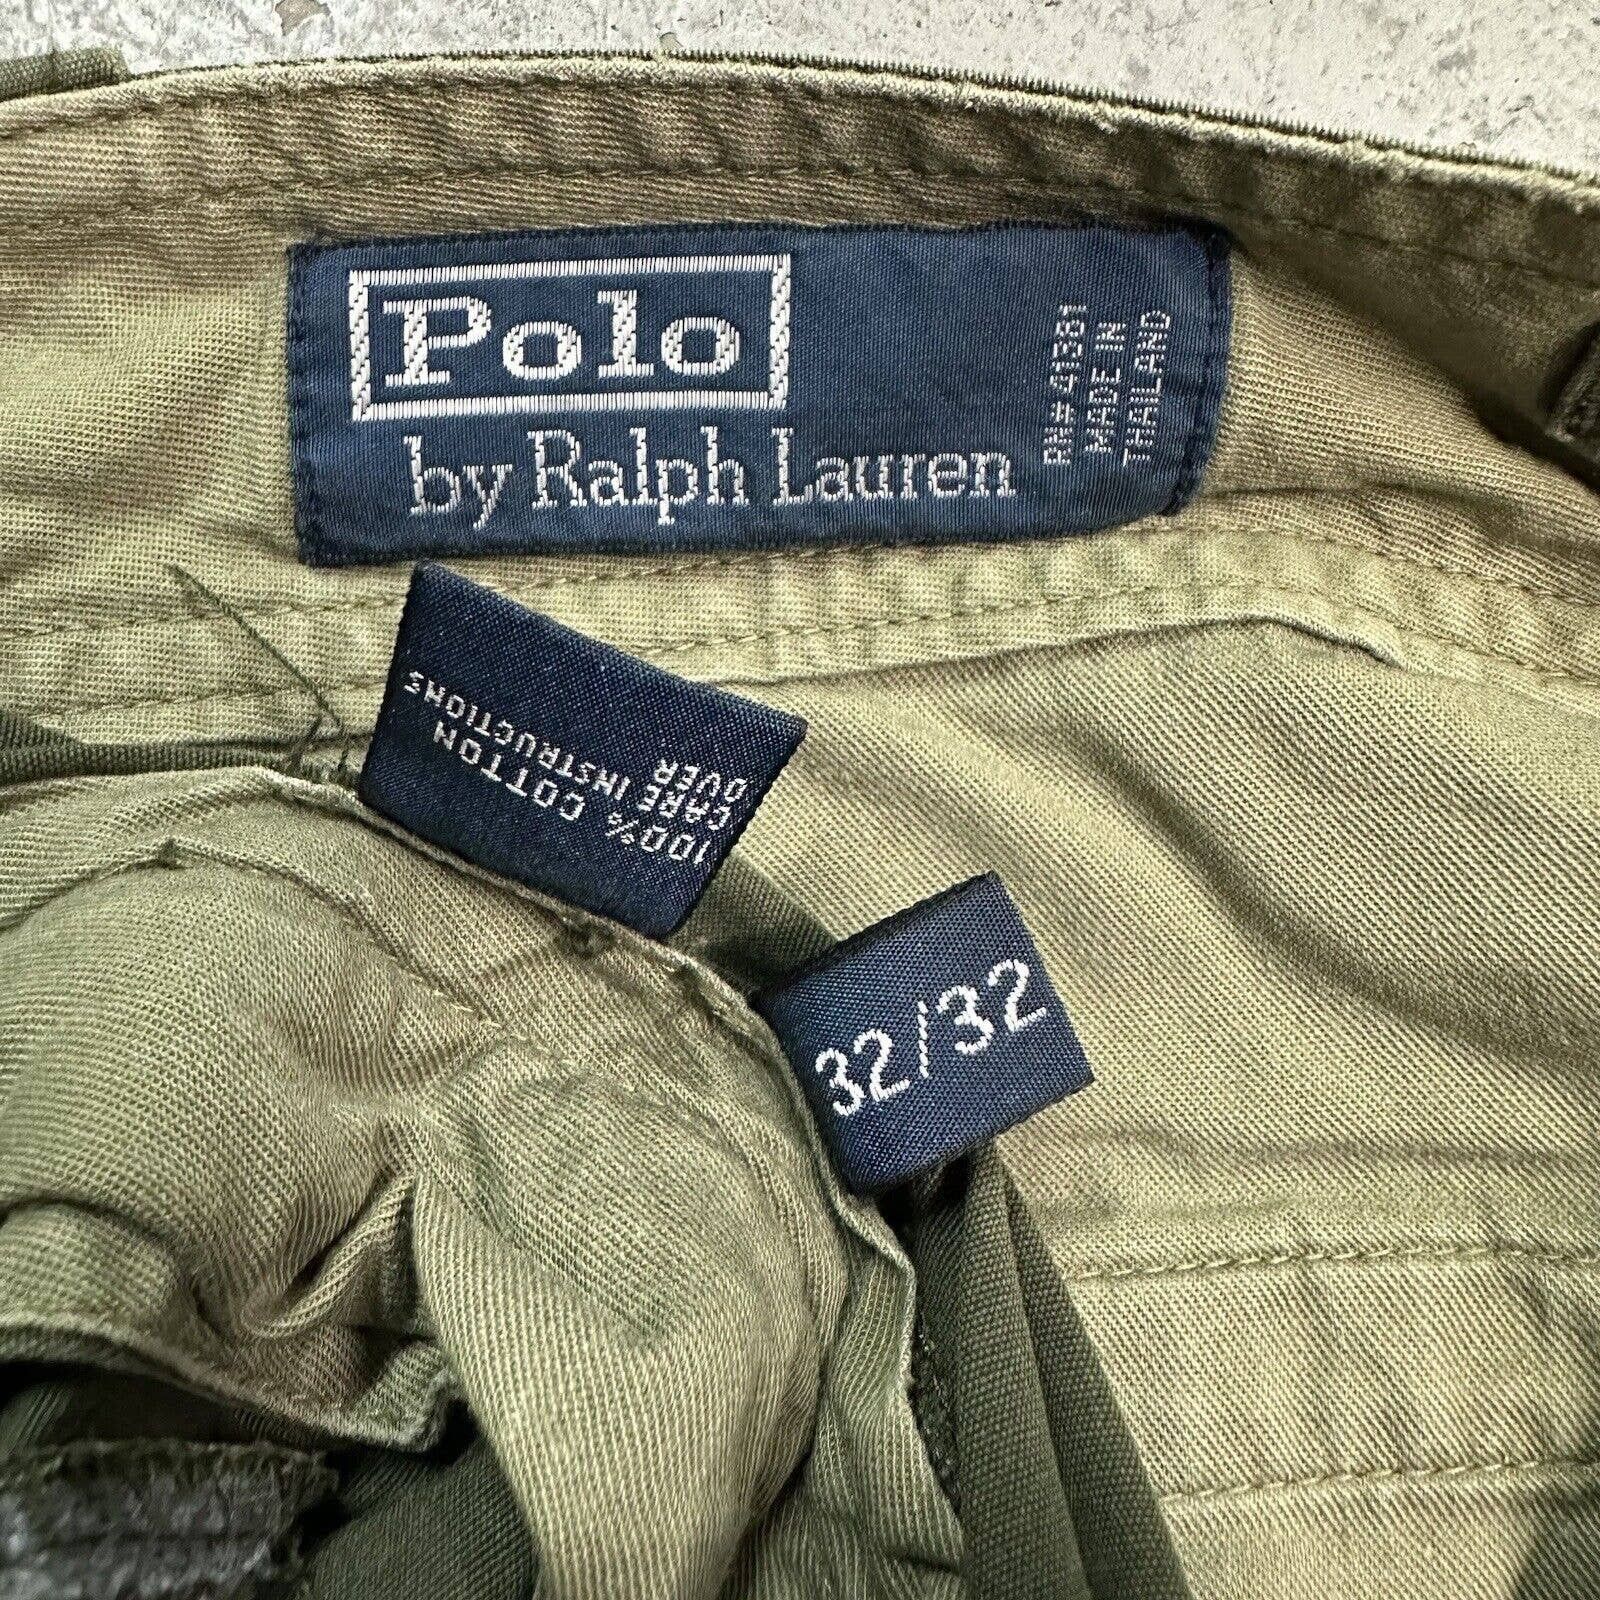 Polo
by Ralph Lauren
RN# 41381
MADE IN
THAILAND
100% COTTON
CARE INSTRUCTIONS
OVER
32/32